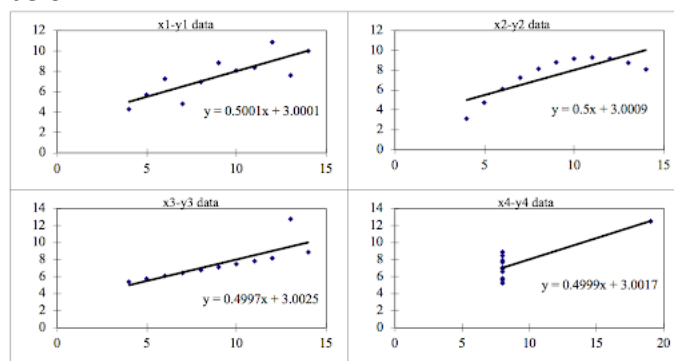 x1-y1 data
12
10
8
6
4
2
0
0 5 10 15
y = 0.5001x + 3.0001
x2-y2 data
12
10
8
6
4
2
0
0 5 10 15
y = 0.5x + 3.0009
x3-y3 data
14
12
10
8
6
4
2
0
0 5 10 15
y = 0.4997x + 3.0025
x4-y4 data
14
12
10
8
6
4
2
0
0 5 10 15 20
y = 0.4999x + 3.0017